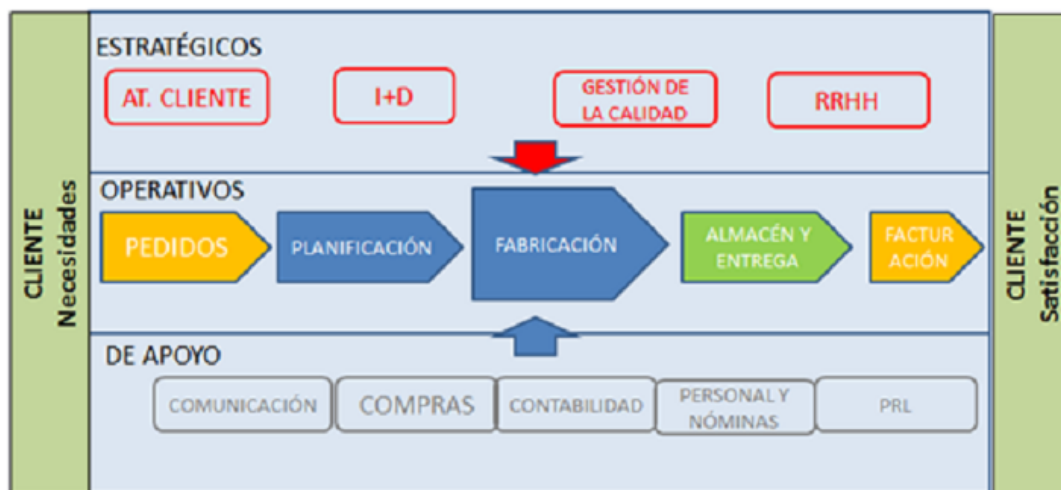 CLIENTE
Necesidades
ESTRATÉGICOS
AT. CLIENTE
I+D
GESTIÓN DE
LA CALIDAD
RRHH
OPERATIVOS
PEDIDOS
PLANIFICACIÓN
FABRICACIÓN
ALMACÉN Y
ENTREGA
FACTUR
ACIÓN
DE APOYO
COMUNICACIÓN
COMPRAS
CONTABILIDAD
PERSONAL Y
NÓMINAS
PRL
CLIENTE
Satisfacción